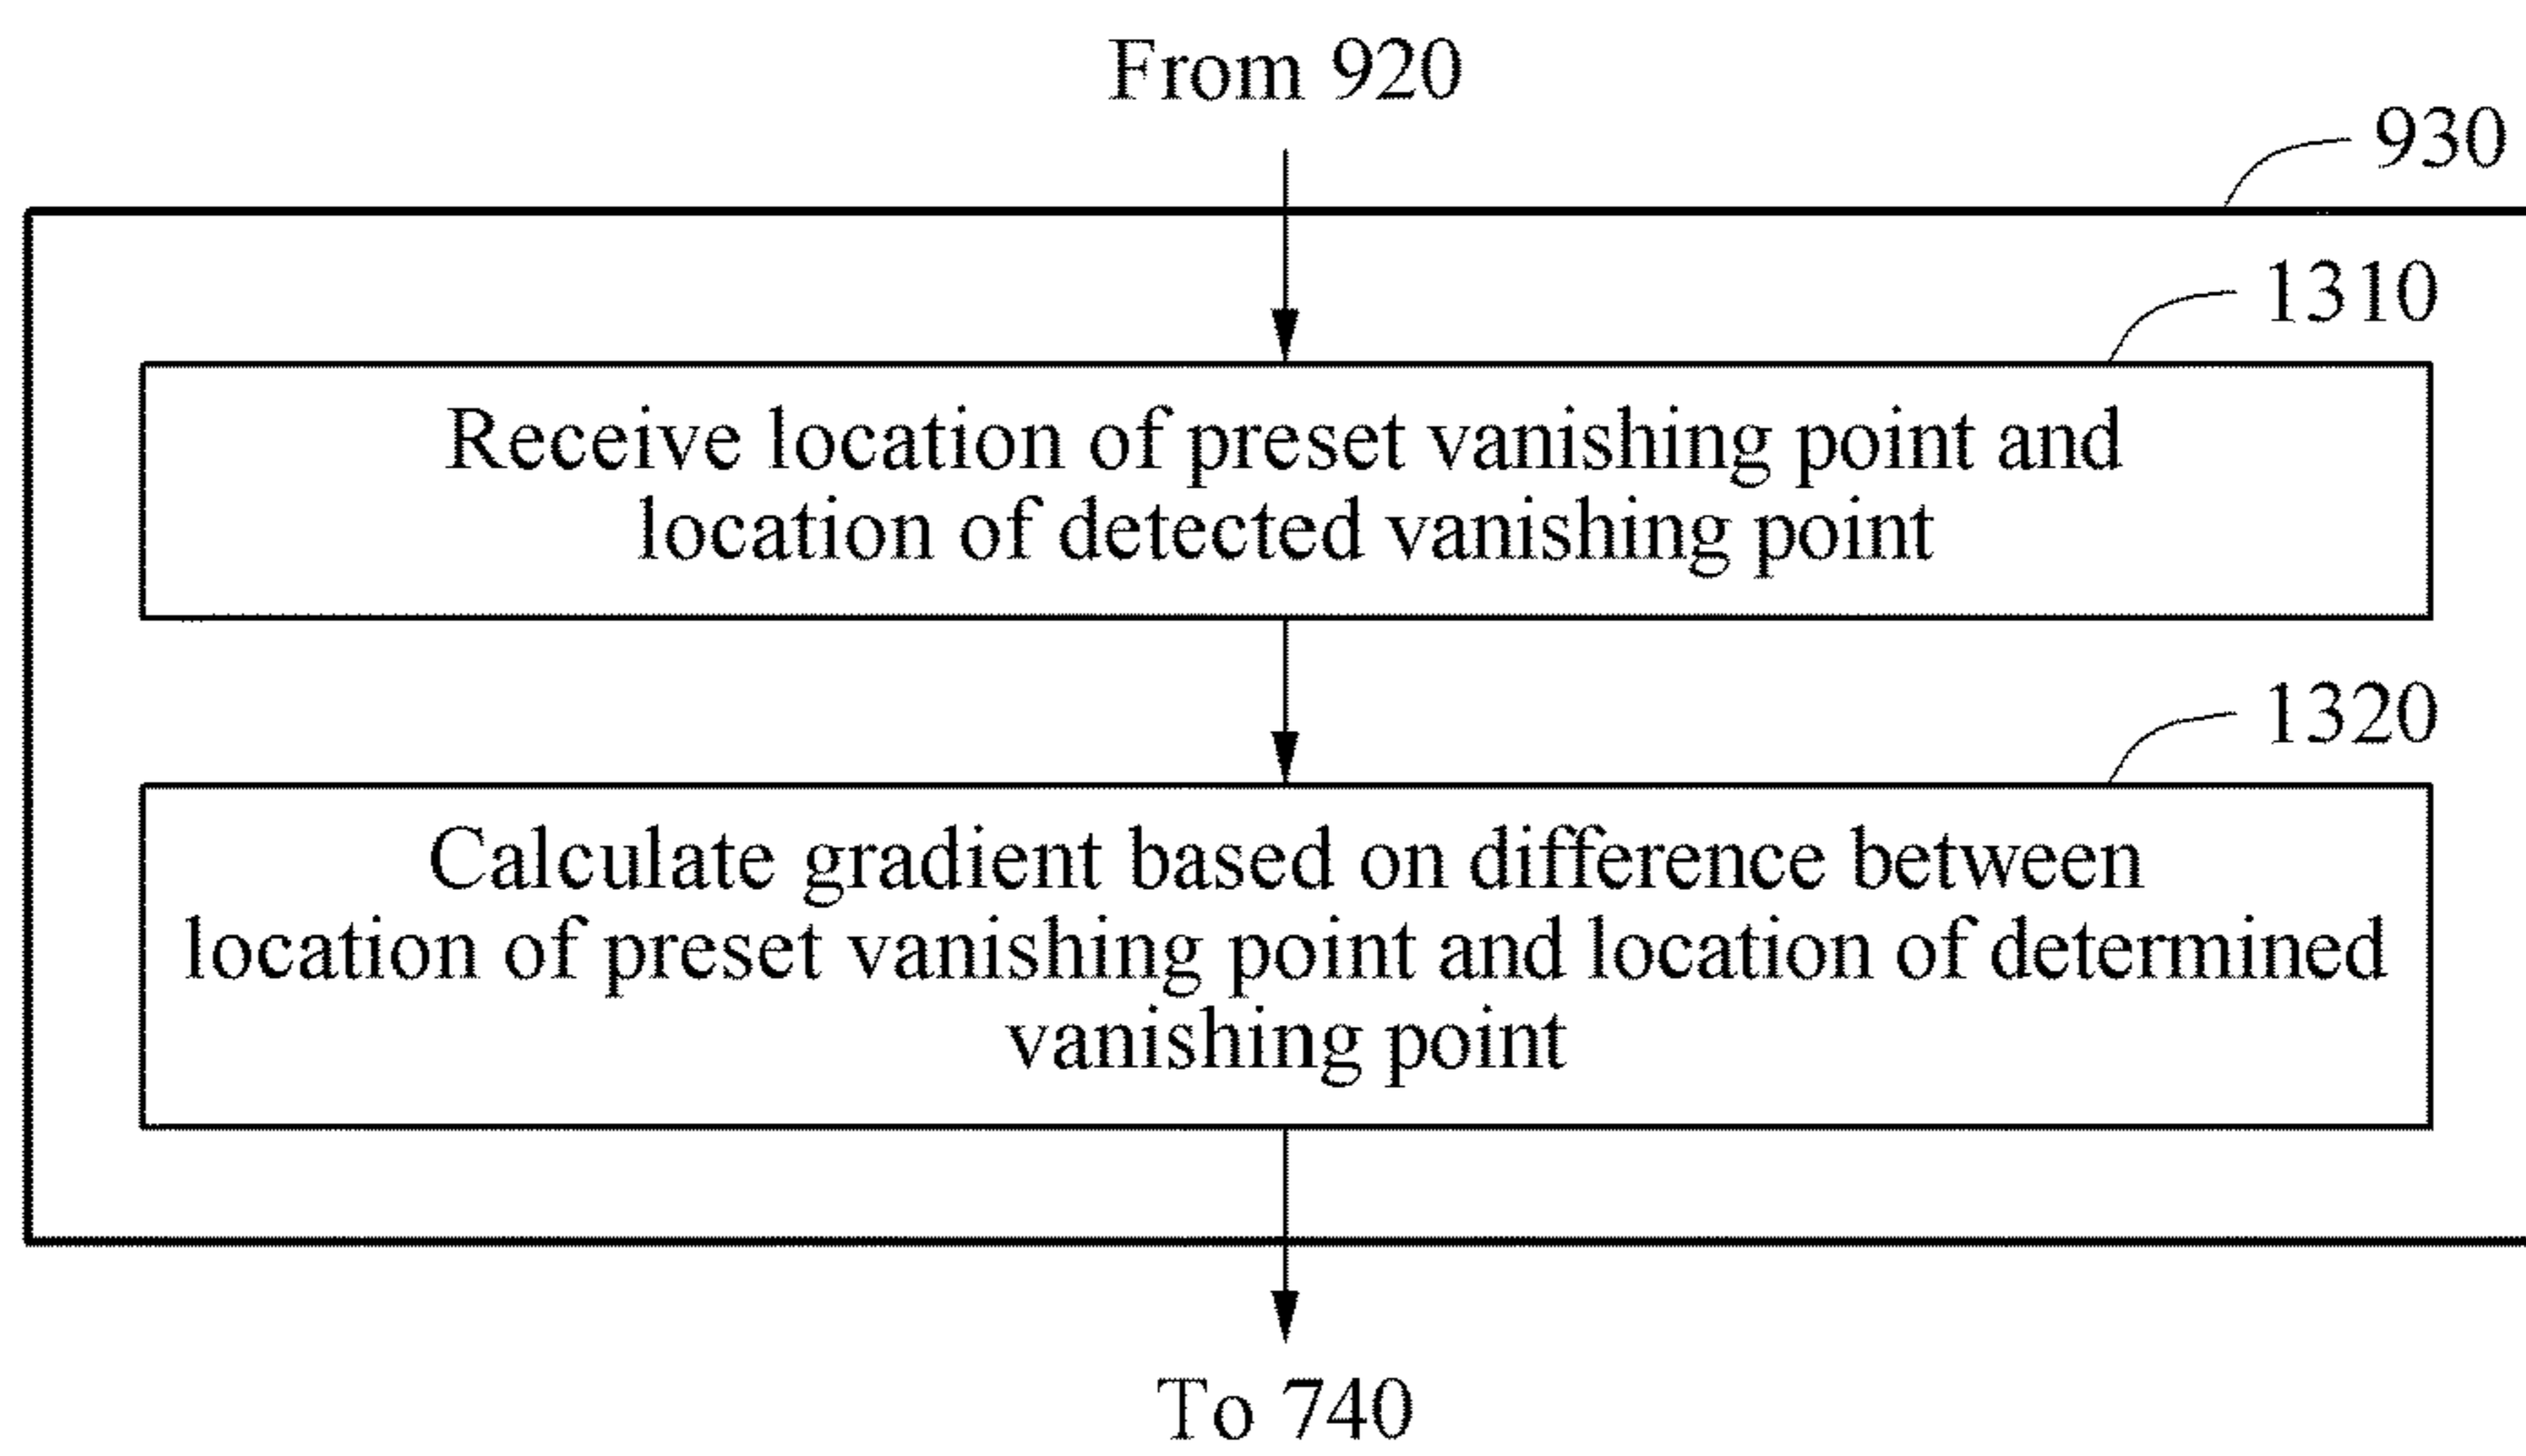 From 920
930
1310
Receive location of preset vanishing point and
location of detected vanishing point
1320
Calculate gradient based on difference between
location of preset vanishing point and location of determined
vanishing point
To 740